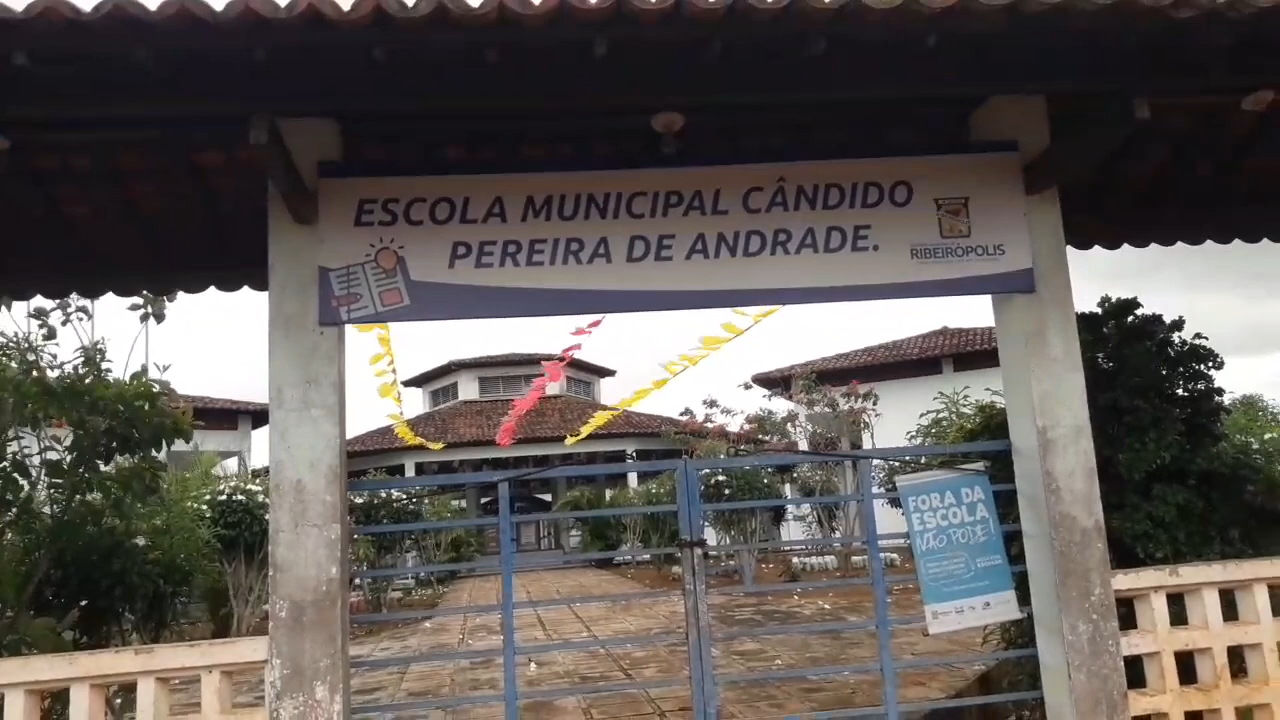 ESCOLA MUNICIPAL CÂNDIDO
PEREIRA DE ANDRADE.
RIBEIRÓPOLIS
FORA DA
ESCOLA
NÃO PODE!